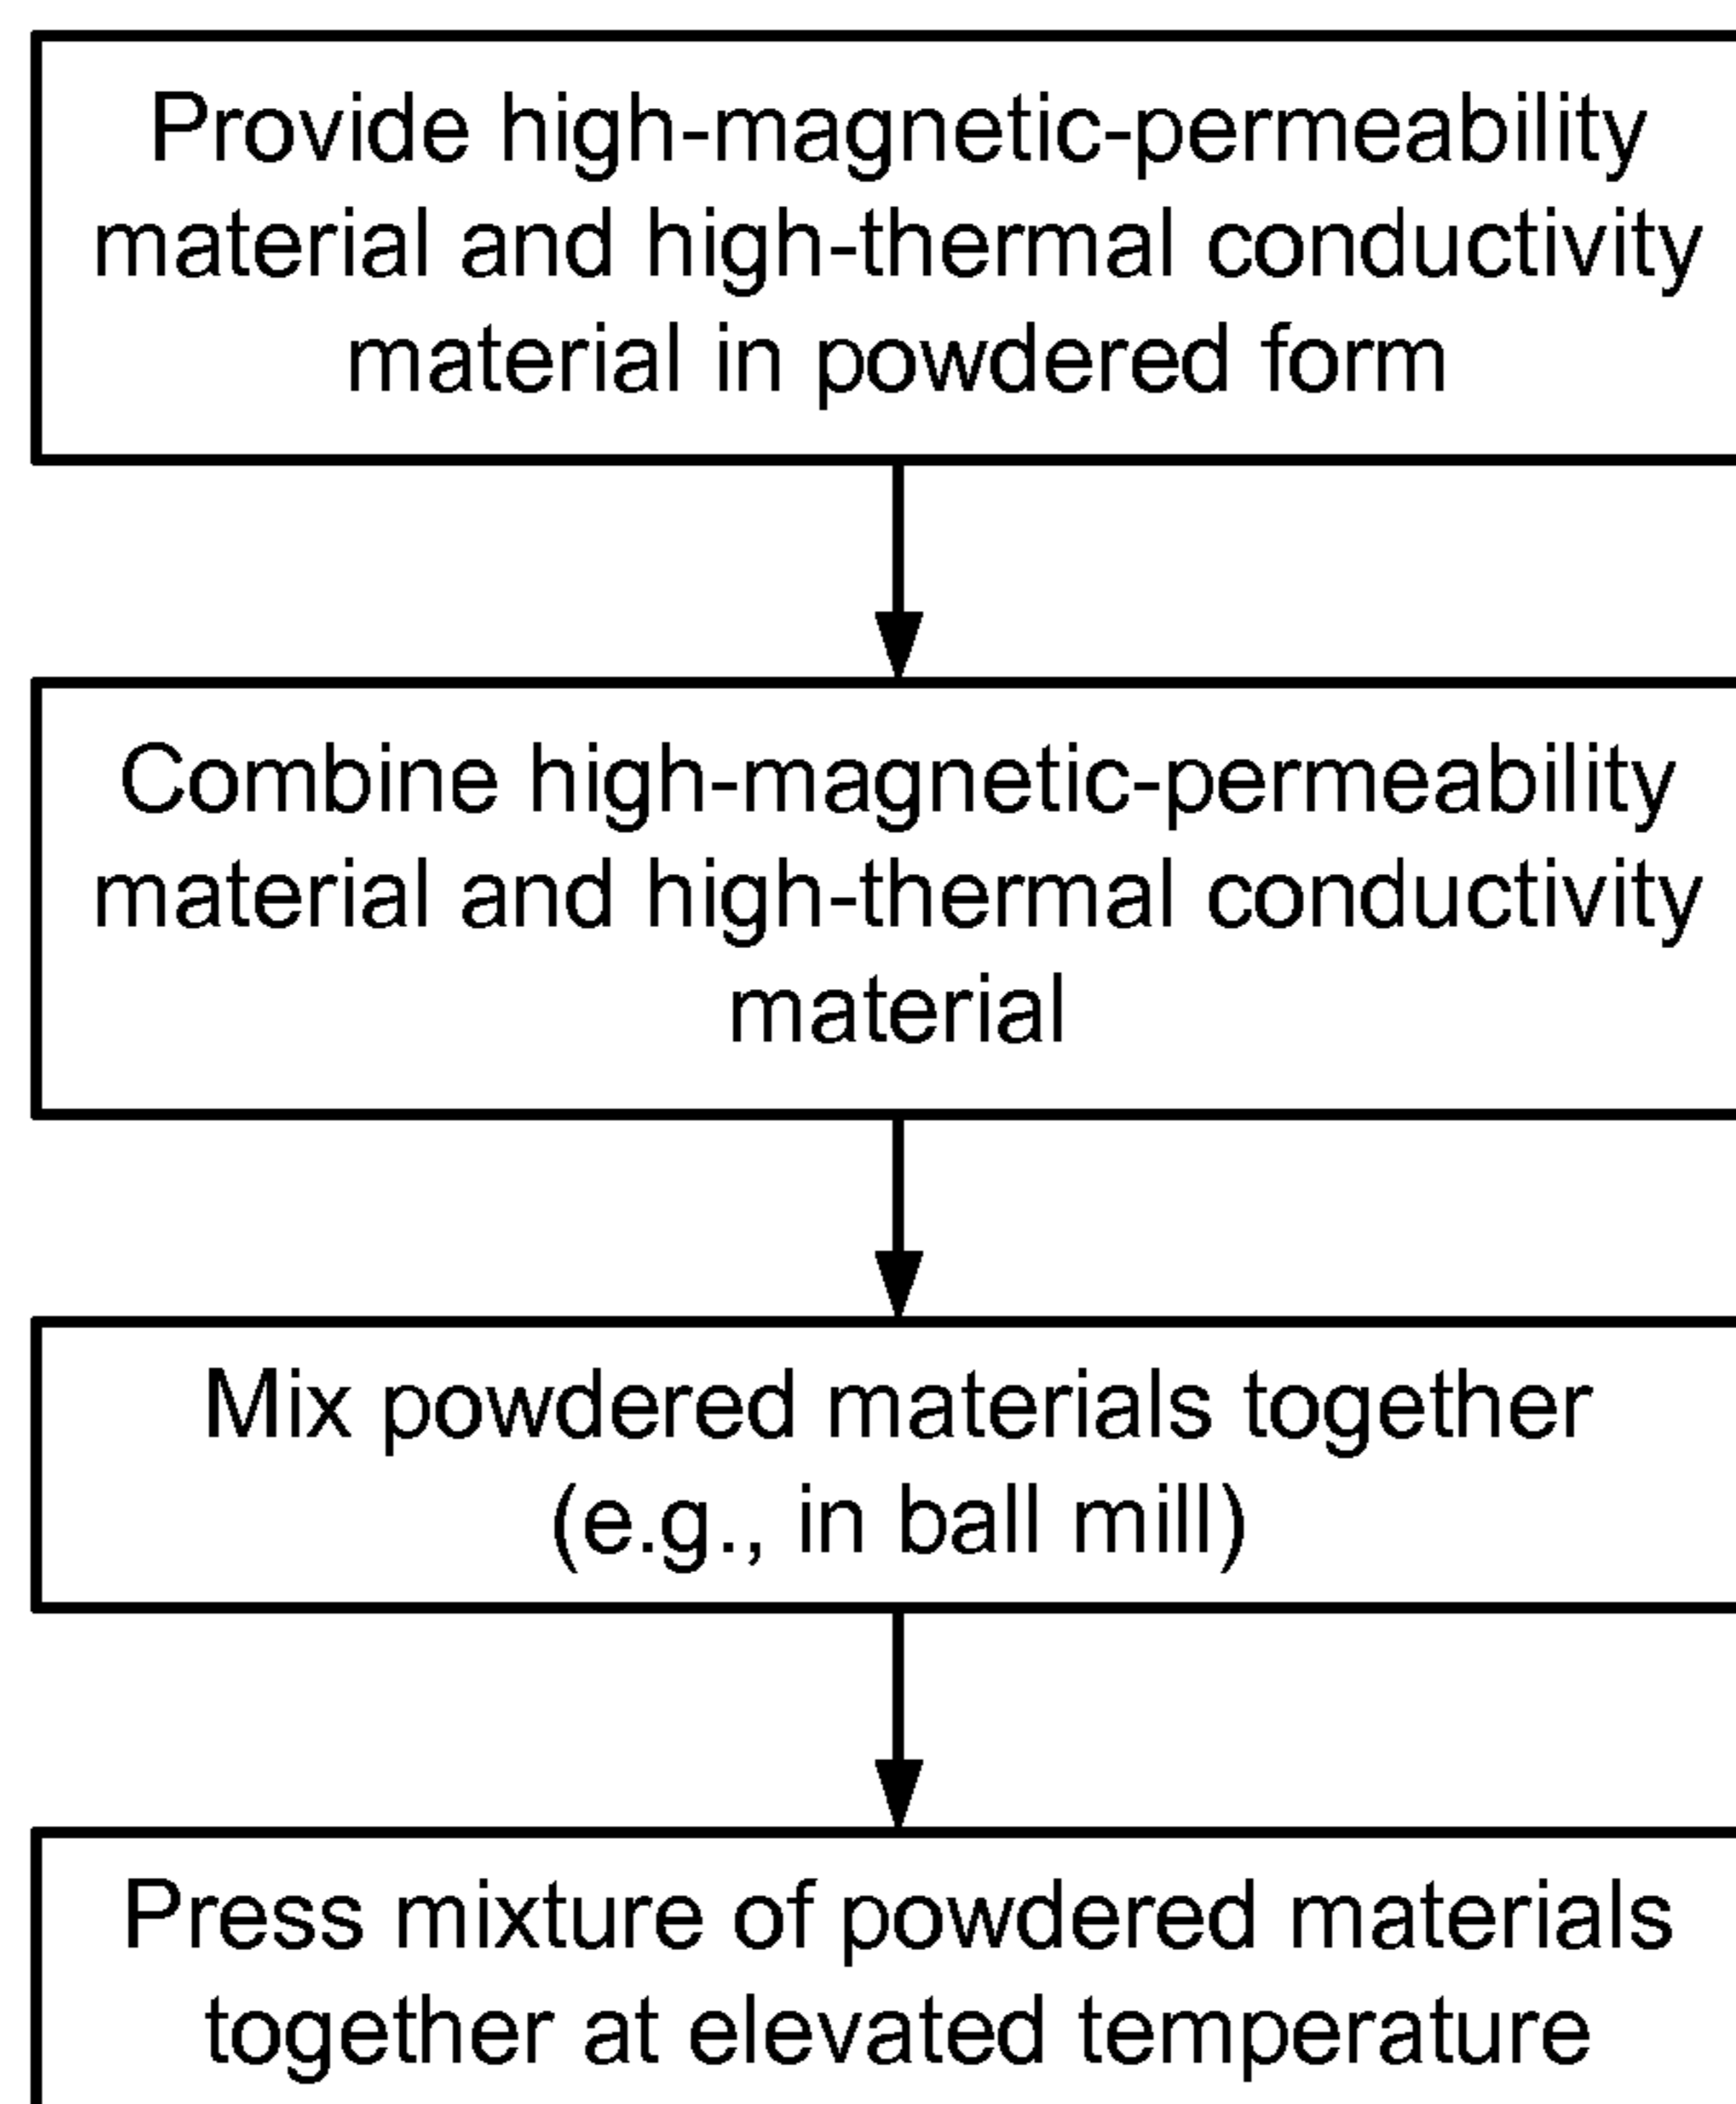 Provide high-magnetic-permeability
material and high-thermal conductivity
material in powdered form
Combine high-magnetic-permeability
material and high-thermal conductivity
material
Mix powdered materials together
(e.g., in ball mill)
Press mixture of powdered materials
together at elevated temperature